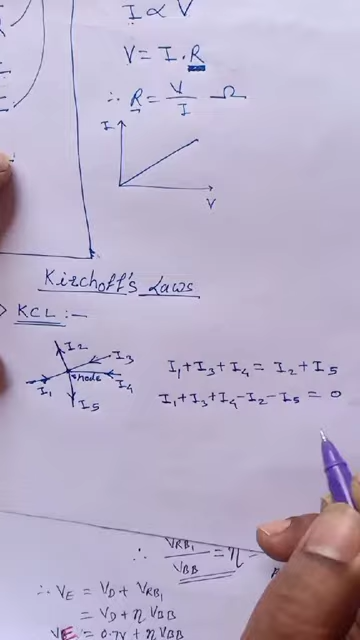 I ∝ V
V = I . R
∴ R = V/I Ω
I
V
Kirchoff's Laws
KCL :-
I2
I3
node
I1
I4
I5
I1 + I3 + I4 = I2 + I5
I1 + I3 + I4 - I2 - I5 = 0
∴ VRB1/VBB = η
∴ VE = VD + VRB1
= VD + η VBB
VE = 0.7V + η VBB